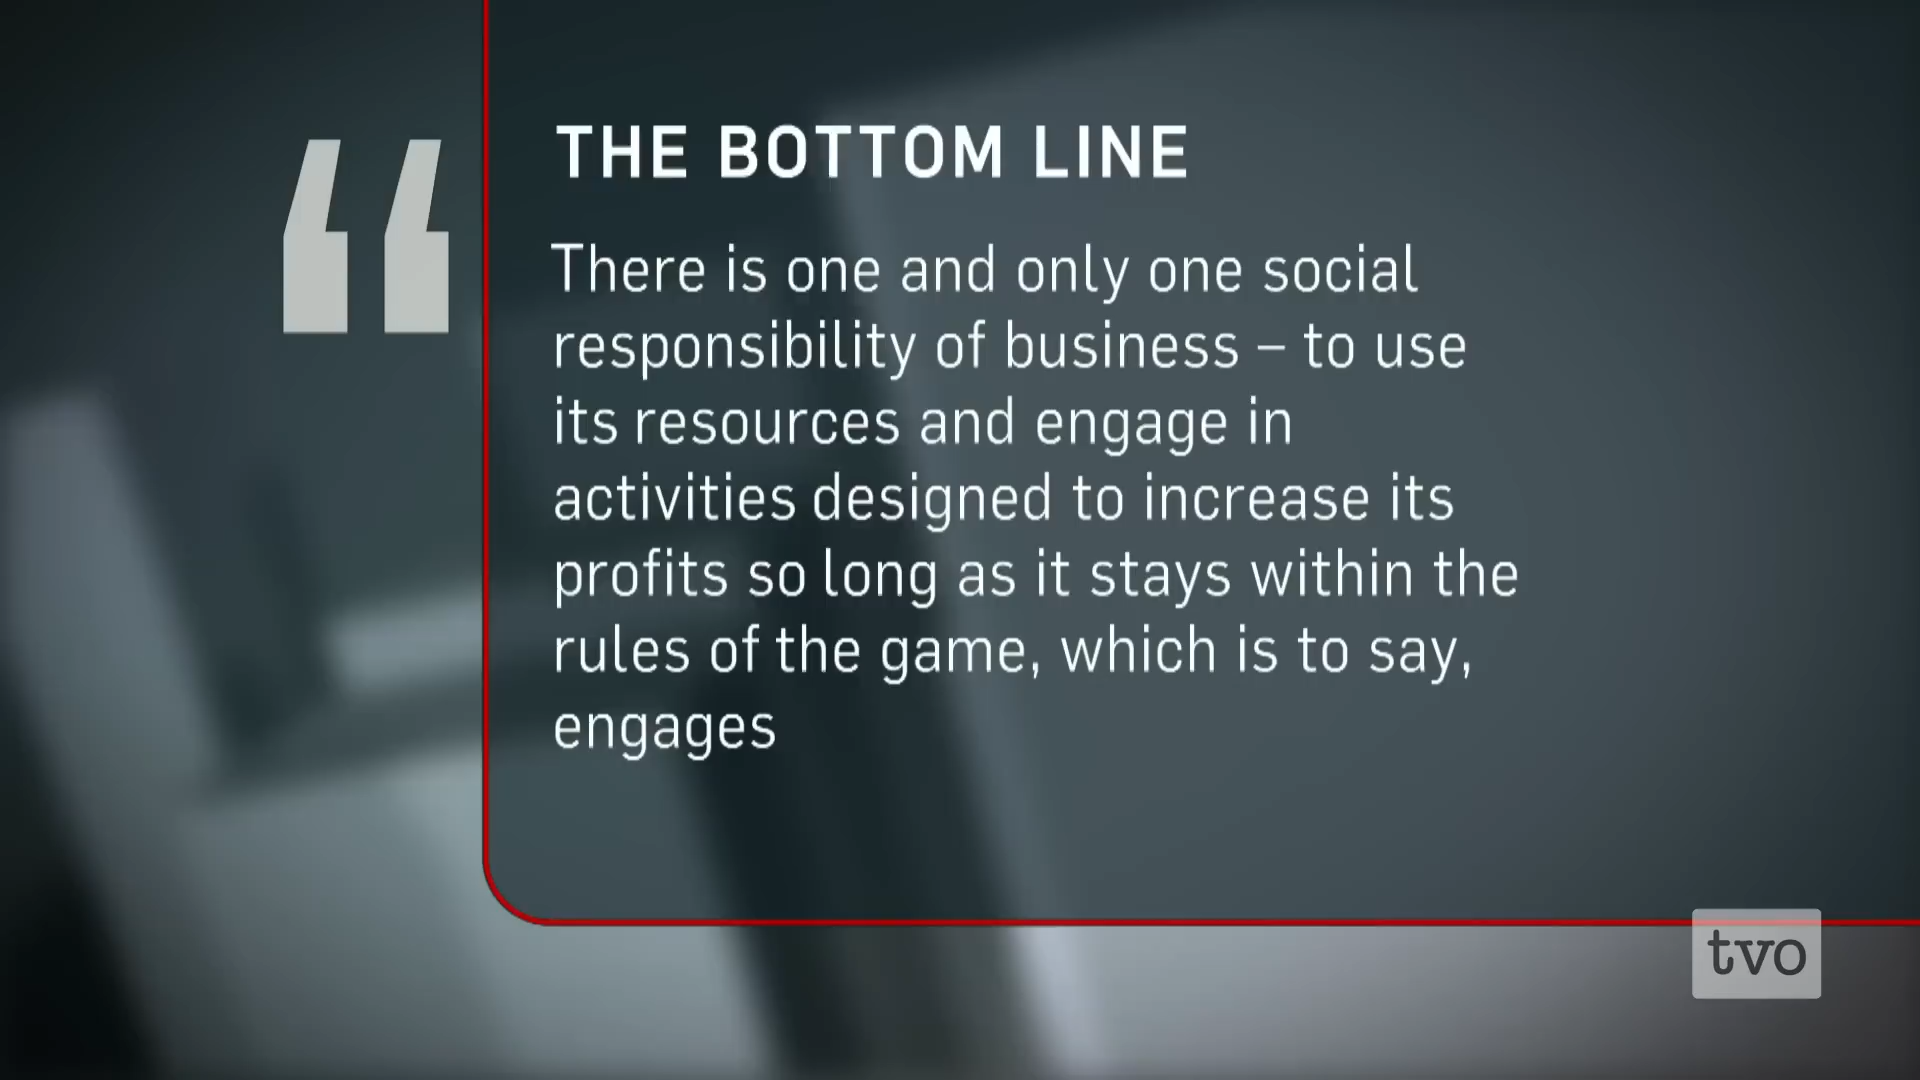 “
THE BOTTOM LINE
There is one and only one social
responsibility of business – to use
its resources and engage in
activities designed to increase its
profits so long as it stays within the
rules of the game, which is to say,
engages
tvo